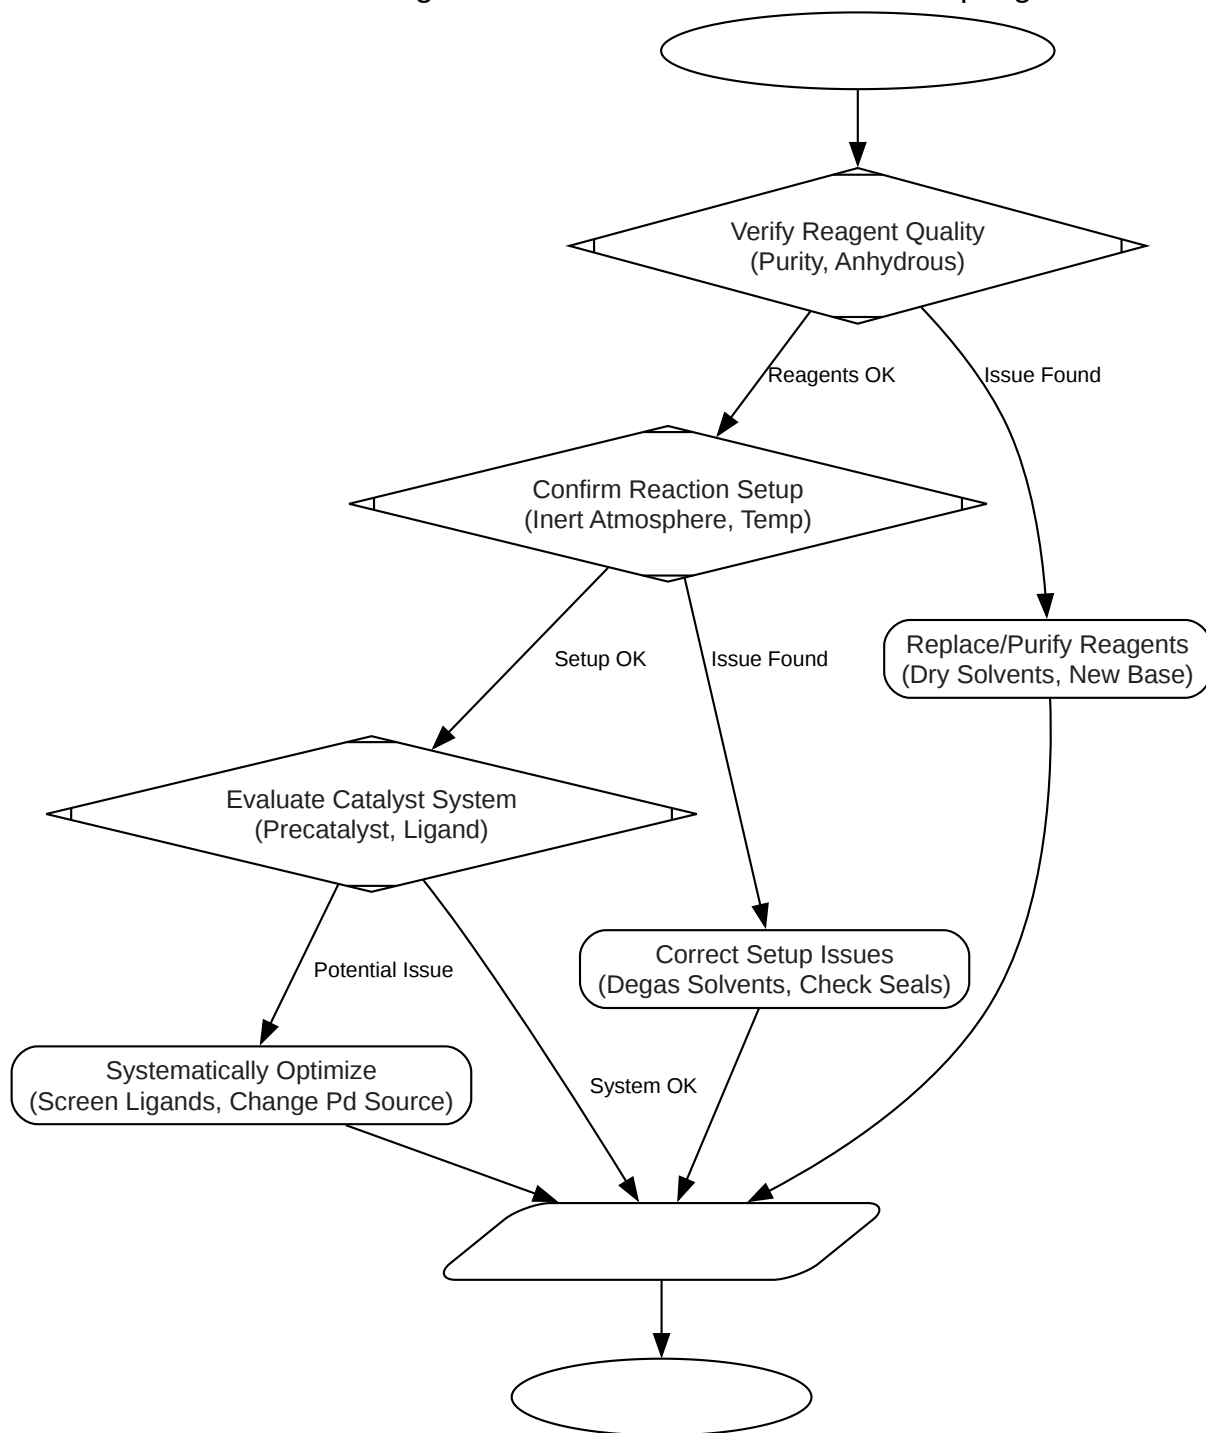 Verify Reagent Quality
(Purity, Anhydrous)
Reagents OK
Issue Found
Confirm Reaction Setup
(Inert Atmosphere, Temp)
Setup OK
Issue Found
Replace/Purify Reagents
(Dry Solvents, New Base)
Evaluate Catalyst System
(Precatalyst, Ligand)
Potential Issue
Correct Setup Issues
(Degas Solvents, Check Seals)
Systematically Optimize
(Screen Ligands, Change Pd Source)
System OK